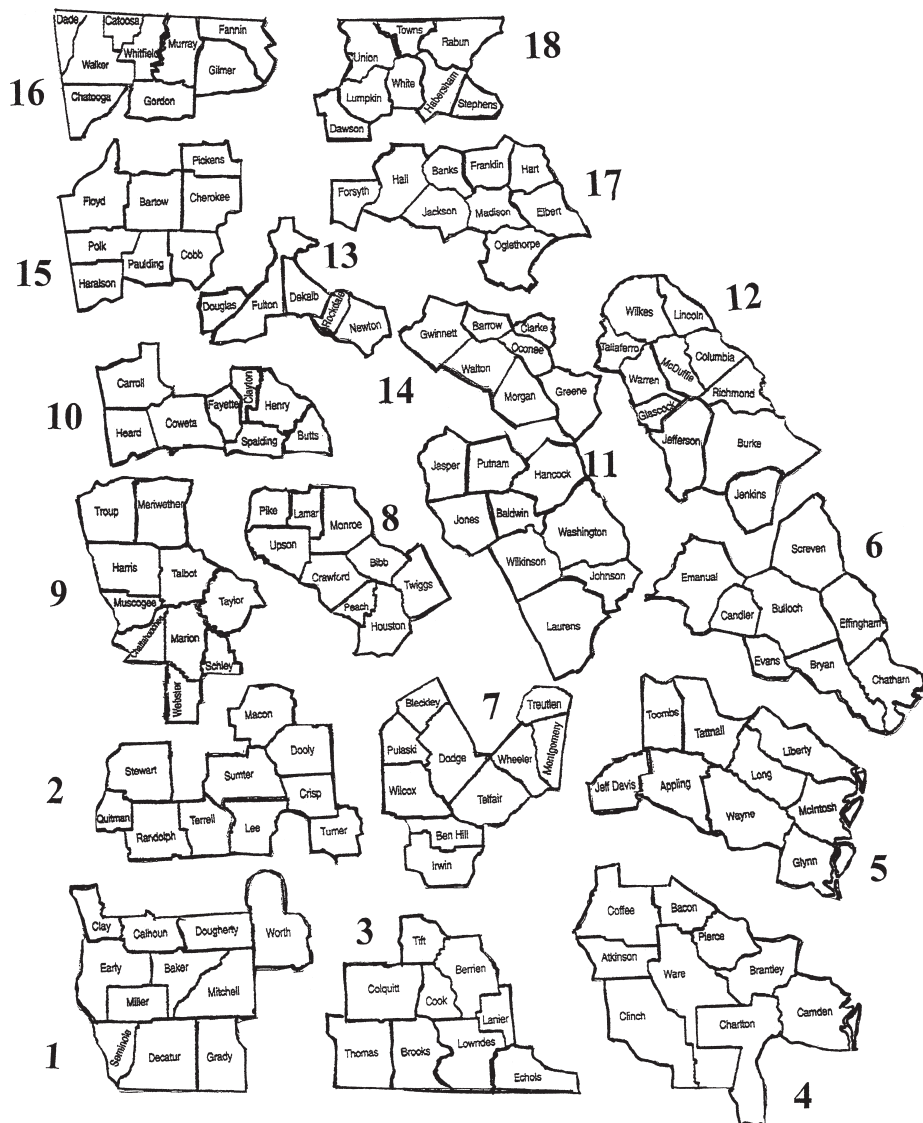 Dade
Catoosa
Whitfield
Murray
Fannin
Gilmer
Walker
Chatooga
Gordon
16
Towns
Union
Rabun
White
Habersham
Lumpkin
Stephens
Dawson
18
Pickens
Floyd
Bartow
Cherokee
Polk
Paulding
Cobb
Haralson
15
Forsyth
Hall
Banks
Franklin
Hart
Jackson
Madison
Elbert
Oglethorpe
17
13
Douglas
Fulton
Dekalb
Rockdale
Newton
Gwinnett
Barrow
Clarke
Oconee
Walton
Morgan
Greene
14
Wilkes
Lincoln
Taliaferro
McDuffie
Columbia
Warren
Richmond
Glascock
Jefferson
Burke
Jenkins
12
Carroll
Clayton
Fayette
Henry
Heard
Coweta
Spalding
Butts
10
Jasper
Putnam
Hancock
Jones
Baldwin
Washington
Wilkinson
Johnson
Laurens
11
Troup
Meriwether
Harris
Talbot
Muscogee
Taylor
Chattahoochee
Marion
Schley
Webster
9
Pike
Lamar
Monroe
Upson
Bibb
Crawford
Twiggs
Peach
Houston
8
Screven
Emanual
Candler
Bulloch
Effingham
Evans
Bryan
Chatham
6
Macon
Dooly
Stewart
Sumter
Crisp
Quitman
Randolph
Terrell
Lee
Turner
2
Bleckley
Treutlen
Pulaski
Dodge
Wheeler
Montgomery
Wilcox
Telfair
Ben Hill
Irwin
7
Toombs
Tattnall
Liberty
Long
Jeff Davis
Appling
Wayne
McIntosh
Glynn
5
Clay
Calhoun
Dougherty
Worth
Early
Baker
Mitchell
Miller
Seminole
Decatur
Grady
1
3
Tift
Berrien
Colquitt
Cook
Lanier
Thomas
Brooks
Lowndes
Echols
Coffee
Bacon
Pierce
Atkinson
Ware
Brantley
Clinch
Charlton
Camden
4